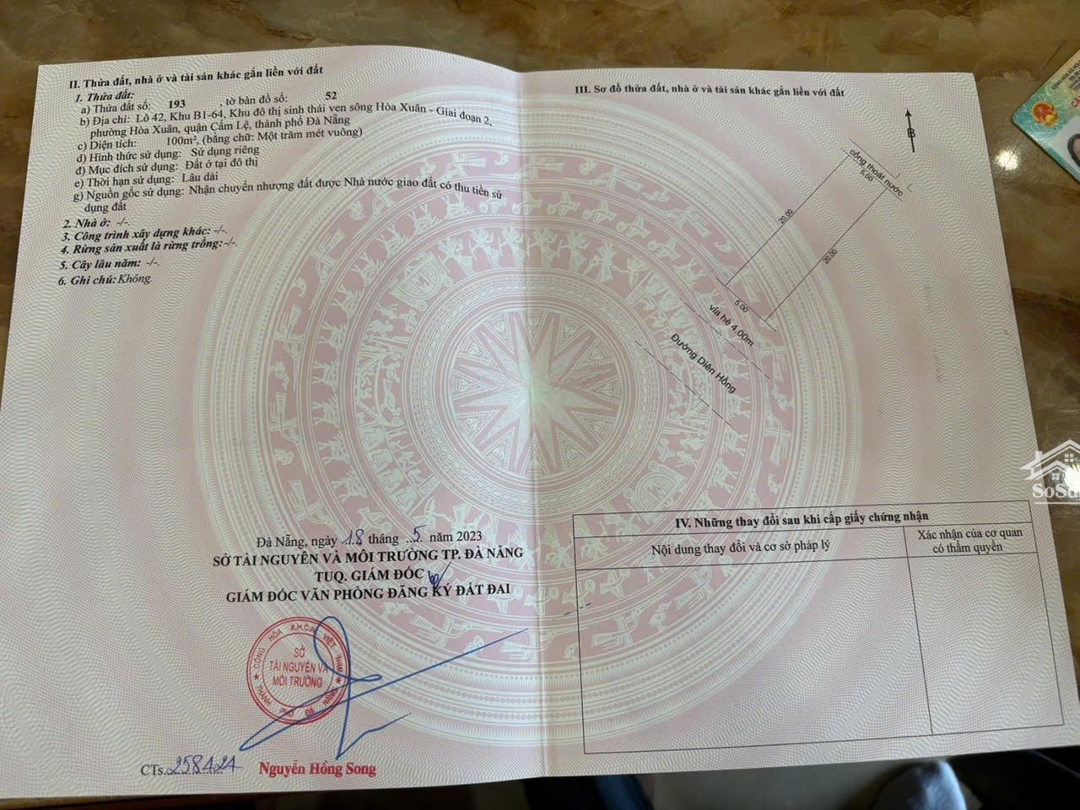 II. Thửa đất, nhà ở và tài sản khác gắn liền với đất
1. Thửa đất:
a) Thửa đất số: 193 , tờ bản đồ số: 52
b) Địa chỉ: Lô 42, Khu B1-64, Khu đô thị sinh thái ven sông Hòa Xuân - Giai đoạn 2,
phường Hòa Xuân, quận Cẩm Lệ, thành phố Đà Nẵng
c) Diện tích: 100m², (bằng chữ: Một trăm mét vuông)
d) Hình thức sử dụng: Sử dụng riêng
đ) Mục đích sử dụng: Đất ở tại đô thị
e) Thời hạn sử dụng: Lâu dài
g) Nguồn gốc sử dụng: Nhận chuyển nhượng đất được Nhà nước giao đất có thu tiền sử
dụng đất
2. Nhà ở: -/-.
3. Công trình xây dựng khác: -/-.
4. Rừng sản xuất là rừng trồng:-/-.
5. Cây lâu năm: -/-.
6. Ghi chú: Không.
Đà Nẵng, ngày 18 tháng 5 năm 2023
SỞ TÀI NGUYÊN VÀ MÔI TRƯỜNG TP. ĐÀ NẴNG
TUQ. GIÁM ĐỐC
GIÁM ĐỐC VĂN PHÒNG ĐĂNG KÝ ĐẤT ĐAI
CỘNG HÒA X.H.C.N VIỆT NAM
SỞ
TÀI NGUYÊN VÀ
MÔI TRƯỜNG
THÀNH PHỐ ĐÀ NẴNG
CTs.258424
Nguyễn Hồng Song
III. Sơ đồ thửa đất, nhà ở và tài sản khác gắn liền với đất
B
cống thoát nước
5.00
20.00
20.00
5.00
vỉa hè 4.00m
Đường Diên Hồng
IV. Những thay đổi sau khi cấp giấy chứng nhận
Nội dung thay đổi và cơ sở pháp lý
Xác nhận của cơ quan
có thẩm quyền